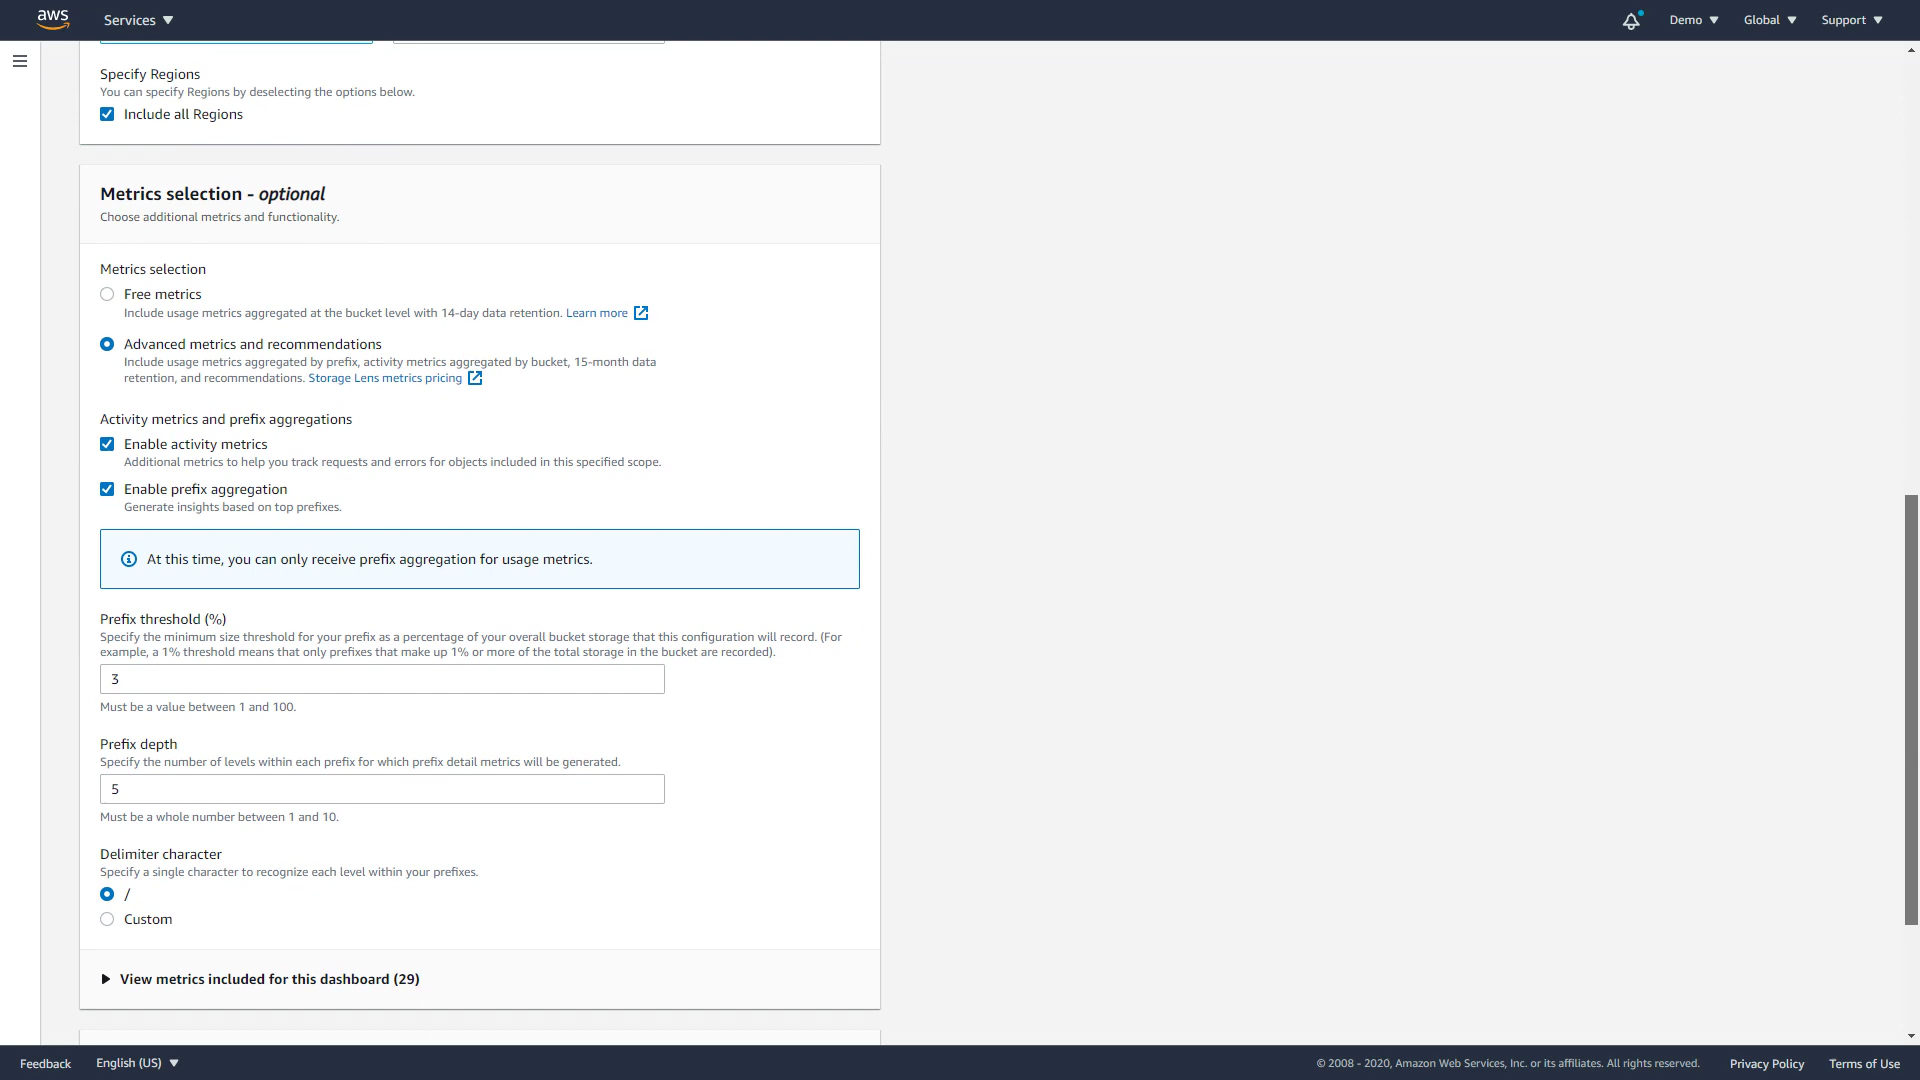 aws
Services
Demo
Global
Support
Specify Regions
You can specify Regions by deselecting the options below.
Include all Regions
Metrics selection - optional
Choose additional metrics and functionality.
Metrics selection
Free metrics
Include usage metrics aggregated at the bucket level with 14-day data retention. Learn more
Advanced metrics and recommendations
Include usage metrics aggregated by prefix, activity metrics aggregated by bucket, 15-month data
retention, and recommendations. Storage Lens metrics pricing
Activity metrics and prefix aggregations
Enable activity metrics
Additional metrics to help you track requests and errors for objects included in this specified scope.
Enable prefix aggregation
Generate insights based on top prefixes.
At this time, you can only receive prefix aggregation for usage metrics.
Prefix threshold (%)
Specify the minimum size threshold for your prefix as a percentage of your overall bucket storage that this configuration will record. (For
example, a 1% threshold means that only prefixes that make up 1% or more of the total storage in the bucket are recorded).
3
Must be a value between 1 and 100.
Prefix depth
Specify the number of levels within each prefix for which prefix detail metrics will be generated.
5
Must be a whole number between 1 and 10.
Delimiter character
Specify a single character to recognize each level within your prefixes.
/
Custom
View metrics included for this dashboard (29)
Feedback
English (US)
© 2008 - 2020, Amazon Web Services, Inc. or its affiliates. All rights reserved.
Privacy Policy
Terms of Use